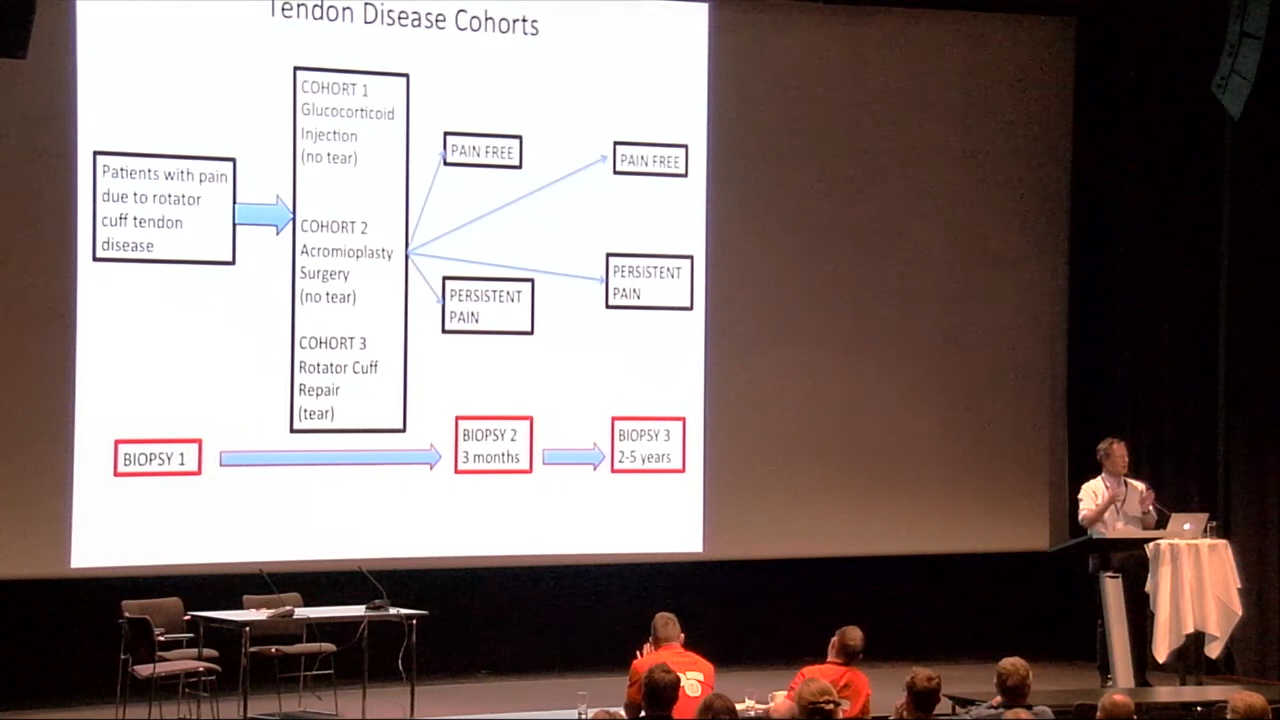 Tendon Disease Cohorts
Patients with pain
due to rotator
cuff tendon
disease
COHORT 1
Glucocorticoid
Injection
(no tear)
COHORT 2
Acromioplasty
Surgery
(no tear)
COHORT 3
Rotator Cuff
Repair
(tear)
PAIN FREE
PERSISTENT
PAIN
PAIN FREE
PERSISTENT
PAIN
BIOPSY 1
BIOPSY 2
3 months
BIOPSY 3
2-5 years